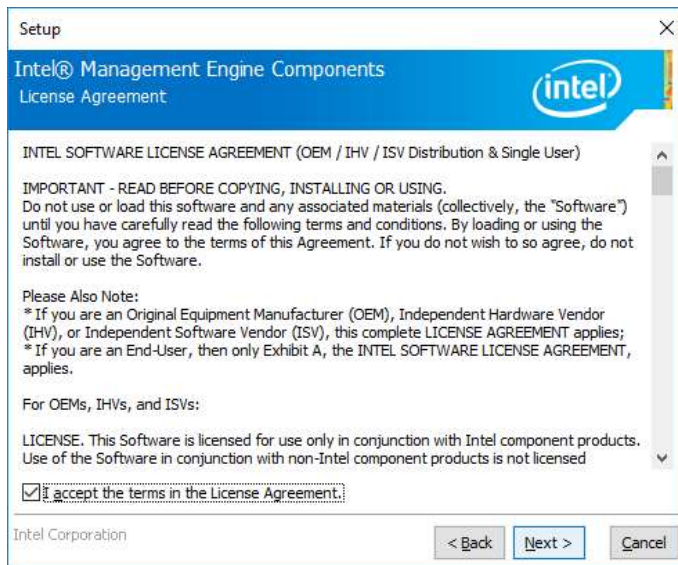 Setup
Intel® Management Engine Components
License Agreement
intel
INTEL SOFTWARE LICENSE AGREEMENT (OEM / IHV / ISV Distribution & Single User)
IMPORTANT - READ BEFORE COPYING, INSTALLING OR USING.
Do not use or load this software and any associated materials (collectively, the "Software")
until you have carefully read the following terms and conditions. By loading or using the
Software, you agree to the terms of this Agreement. If you do not wish to so agree, do not
install or use the Software.
Please Also Note:
* If you are an Original Equipment Manufacturer (OEM), Independent Hardware Vendor
(IHV), or Independent Software Vendor (ISV), this complete LICENSE AGREEMENT applies;
* If you are an End-User, then only Exhibit A, the INTEL SOFTWARE LICENSE AGREEMENT,
applies.
For OEMs, IHVs, and ISVs:
LICENSE. This Software is licensed for use only in conjunction with Intel component products.
Use of the Software in conjunction with non-Intel component products is not licensed
I accept the terms in the License Agreement.
Intel Corporation
< Back Next > Cancel